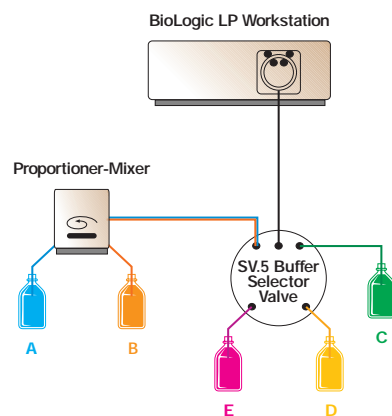 BioLogic LP Workstation
Proportioner-Mixer
SV.5 Buffer
Selector
Valve
A
B
C
D
E